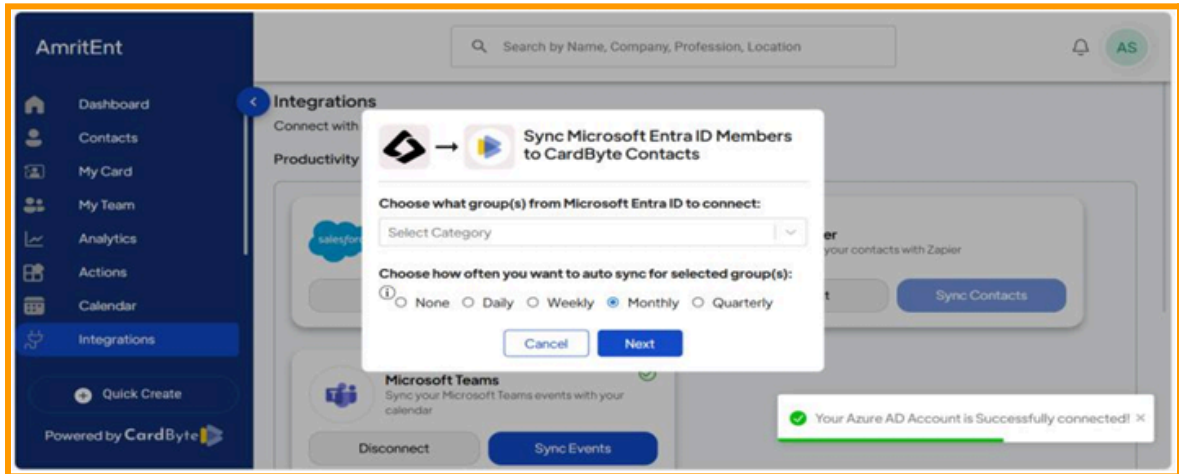 AmritEnt
Search by Name, Company, Profession, Location
AS
Dashboard
Contacts
My Card
My Team
Analytics
Actions
Calendar
Integrations
Quick Create
Powered by CardByte
Integrations
Connect with
Productivity
salesfor
Sync Microsoft Entra ID Members
to CardByte Contacts
Choose what group(s) from Microsoft Entra ID to connect:
Select Category
Choose how often you want to auto sync for selected group(s):
None Daily Weekly Monthly Quarterly
Cancel Next
er
your contacts with Zapier
t
Sync Contacts
Microsoft Teams
Sync your Microsoft Teams events with your
calendar
Disconnect Sync Events
Your Azure AD Account is Successfully connected!